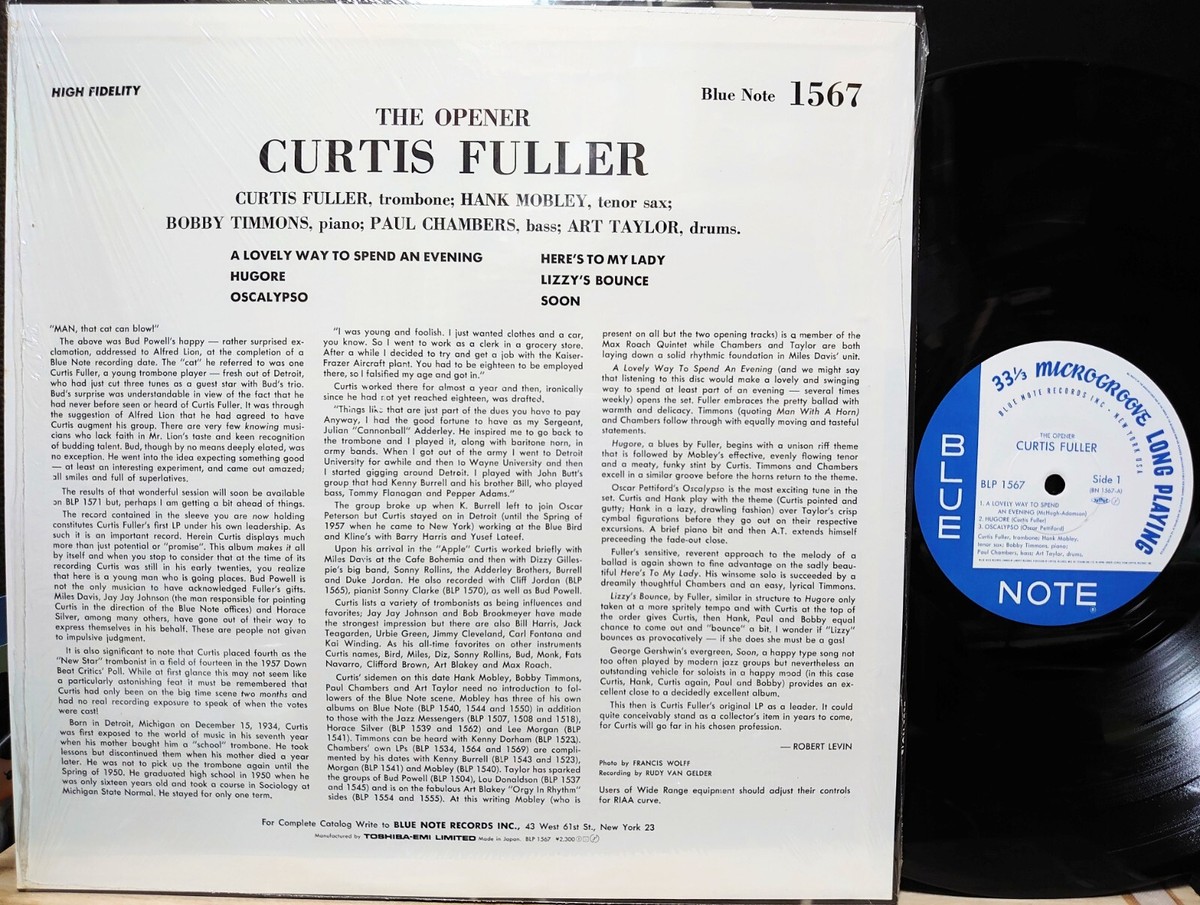 HIGH FIDELITY
Blue Note 1567
THE OPENER
CURTIS FULLER
CURTIS FULLER, trombone; HANK MOBLEY, tenor sax;
BOBBY TIMMONS, piano; PAUL CHAMBERS, bass; ART TAYLOR, drums.
A LOVELY WAY TO SPEND AN EVENING
HUGORE
OSCALYPSO
HERE'S TO MY LADY
LIZZY'S BOUNCE
SOON
"MAN, that cat can blow!"
The above was Bud Powell's happy — rather surprised ex-
clamation, addressed to Alfred Lion, at the completion of a
Blue Note recording date. The "cat" he referred to was one
Curtis Fuller, a young trombone player — fresh out of Detroit,
who had just cut three tunes as a guest star with Bud's trio.
Bud's surprise was understandable in view of the fact that he
had never before seen or heard of Curtis Fuller. It was through
the suggestion of Alfred Lion that he had agreed to have
Curtis augment his group. There are very few knowing musi-
cians who lack faith in Mr. Lion's taste and keen recognition
of budding talent. Bud, though by no means deeply elated, was
no exception. He went into the idea expecting something good
— at least an interesting experiment, and came out amazed;
all smiles and full of superlatives.
The results of that wonderful session will soon be available
on BLP 1571 but, perhaps I am getting a bit ahead of things.
The record contained in the sleeve you are now holding
constitutes Curtis Fuller's first LP under his own leadership. As
such it is an important record. Herein Curtis displays much
more than just potential or "promise". This album makes it all
by itself and when you stop to consider that at the time of its
recording Curtis was still in his early twenties, you realize
that here is a young man who is going places. Bud Powell is
not the only musician to have acknowledged Fuller's gifts.
Miles Davis, Jay Jay Johnson (the man responsible for pointing
Curtis in the direction of the Blue Note offices) and Horace
Silver, among many others, have gone out of their way to
express themselves in his behalf. These are people not given
to impulsive judgment.
It is also significant to note that Curtis placed fourth as the
"New Star" trombonist in a field of fourteen in the 1957 Down
Beat Critics' Poll. While at first glance this may not seem like
a particularly astonishing feat it must be remembered that
Curtis had only been on the big time scene two months and
had no real recording exposure to speak of when the votes
were cast!
Born in Detroit, Michigan on December 15, 1934, Curtis
was first exposed to the world of music in his seventh year
when his mother bought him a "school" trombone. He took
lessons but discontinued them when his mother died a year
later. He was not to pick up the trombone again until the
Spring of 1950. He graduated high school in 1950 when he
was only sixteen years old and took a course in Sociology at
Michigan State Normal. He stayed for only one term.
"I was young and foolish. I just wanted clothes and a car,
you know. So I went to work as a clerk in a grocery store.
After a while I decided to try and get a job with the Kaiser-
Frazer Aircraft plant. You had to be eighteen to be employed
there, so I falsified my age and got in."
Curtis worked there for almost a year and then, ironically
since he had not yet reached eighteen, was drafted.
"Things like that are just part of the dues you have to pay
Anyway, I had the good fortune to have as my Sergeant,
Julian "Cannonball" Adderley. He inspired me to go back to
the trombone and I played it, along with baritone horn, in
army bands. When I got out of the army I went to Detroit
University for awhile and then to Wayne University and then
I started gigging around Detroit. I played with John Butt's
group that had Kenny Burrell and his brother Bill, who played
bass, Tommy Flanagan and Pepper Adams."
The group broke up when K. Burrell left to join Oscar
Peterson but Curtis stayed on in Detroit (until the Spring of
1957 when he came to New York) working at the Blue Bird
and Kline's with Barry Harris and Yusef Lateef.
Upon his arrival in the "Apple" Curtis worked briefly with
Miles Davis at the Cafe Bohemia and then with Dizzy Gilles-
pie's big band, Sonny Rollins, the Adderley Brothers, Burrell
and Duke Jordan. He also recorded with Cliff Jordan (BLP
1565), pianist Sonny Clarke (BLP 1570), as well as Bud Powell.
Curtis lists a variety of trombonists as being influences and
favorites; Jay Jay Johnson and Bob Brookmeyer have made
the strongest impression but there are also Bill Harris, Jack
Teagarden, Urbie Green, Jimmy Cleveland, Carl Fontana and
Kai Winding. As his all-time favorites on other instruments
Curtis names, Bird, Miles, Diz, Sonny Rollins, Bud, Monk, Fats
Navarro, Clifford Brown, Art Blakey and Max Roach.
Curtis' sidemen on this date Hank Mobley, Bobby Timmons,
Paul Chambers and Art Taylor need no introduction to fol-
lowers of the Blue Note scene. Mobley has three of his own
albums on Blue Note (BLP 1540, 1544 and 1550) in addition
to those with the Jazz Messengers (BLP 1507, 1508 and 1518),
Horace Silver (BLP 1539 and 1562) and Lee Morgan (BLP
1541). Timmons can be heard with Kenny Dorham (BLP 1523).
Chambers' own LPs (BLP 1534, 1564 and 1569) are compli-
mented by his dates with Kenny Burrell (BLP 1543 and 1523),
Morgan (BLP 1541) and Mobley (BLP 1540). Taylor has sparked
the groups of Bud Powell (BLP 1504), Lou Donaldson (BLP 1537
and 1545) and is on the fabulous Art Blakey "Orgy In Rhythm"
sides (BLP 1554 and 1555). At this writing Mobley (who is
present on all but the two opening tracks) is a member of the
Max Roach Quintet while Chambers and Taylor are both
laying down a solid rhythmic foundation in Miles Davis' unit.
A Lovely Way To Spend An Evening (and we might say
that listening to this disc would make a lovely and swinging
way to spend at least part of an evening — several times
weekly) opens the set. Fuller embraces the pretty ballad with
warmth and delicacy. Timmons (quoting Man With A Horn)
and Chambers follow through with equally moving and tasteful
statements.
Hugore, a blues by Fuller, begins with a unison riff theme
that is followed by Mobley's effective, evenly flowing tenor
and a meaty, funky stint by Curtis. Timmons and Chambers
excell in a similar groove before the horns return to the theme.
Oscar Pettiford's Oscalypso is the most exciting tune in the
set. Curtis and Hank play with the theme (Curtis pointed and
gutty; Hank in a lazy, drawling fashion) over Taylor's crisp
cymbal figurations before they go out on their respective
excursions. A brief piano bit and then A.T. extends himself
preceeding the fade-out close.
Fuller's sensitive, reverent approach to the melody of a
ballad is again shown to fine advantage on the sadly beau-
tiful Here's To My Lady. His winsome solo is succeeded by a
dreamily thoughtful Chambers and an easy, lyrical Timmons.
Lizzy's Bounce, by Fuller, similar in structure to Hugore only
taken at a more spritely tempo and with Curtis at the top of
the order gives Curtis, then Hank, Paul and Bobby equal
chance to come out and "bounce" a bit. I wonder if "Lizzy"
bounces as provocatively — if she does she must be a gas!
George Gershwin's evergreen, Soon, a happy type song not
too often played by modern jazz groups but nevertheless an
outstanding vehicle for soloists in a happy mood (in this case
Curtis, Hank, Curtis again, Paul and Bobby) provides an ex-
cellent close to a decidedly excellent album.
This then is Curtis Fuller's original LP as a leader. It could
quite conceivably stand as a collector's item in years to come,
for Curtis will go far in his chosen profession.
— ROBERT LEVIN
Photo by FRANCIS WOLFF
Recording by RUDY VAN GELDER
Users of Wide Range equipment should adjust their controls
for RIAA curve.
For Complete Catalog Write to BLUE NOTE RECORDS INC., 43 West 61st St., New York 23
Manufactured by TOSHIBA-EMI LIMITED Made in Japan. BLP 1567 ¥2,300
33⅓ MICROGROOVE LONG PLAYING
BLUE NOTE RECORDS INC · NEW YORK USA
THE OPENER
CURTIS FULLER
BLP 1567
Side 1
(BN 1567-A)
1. A LOVELY WAY TO SPEND
AN EVENING (McHugh-Adamson)
2. HUGORE (Curtis Fuller)
3. OSCALYPSO (Oscar Pettiford)
Curtis Fuller, trombone; Hank Mobley,
tenor sax; Bobby Timmons, piano;
Paul Chambers, bass; Art Taylor, drums.
BLUE
NOTE